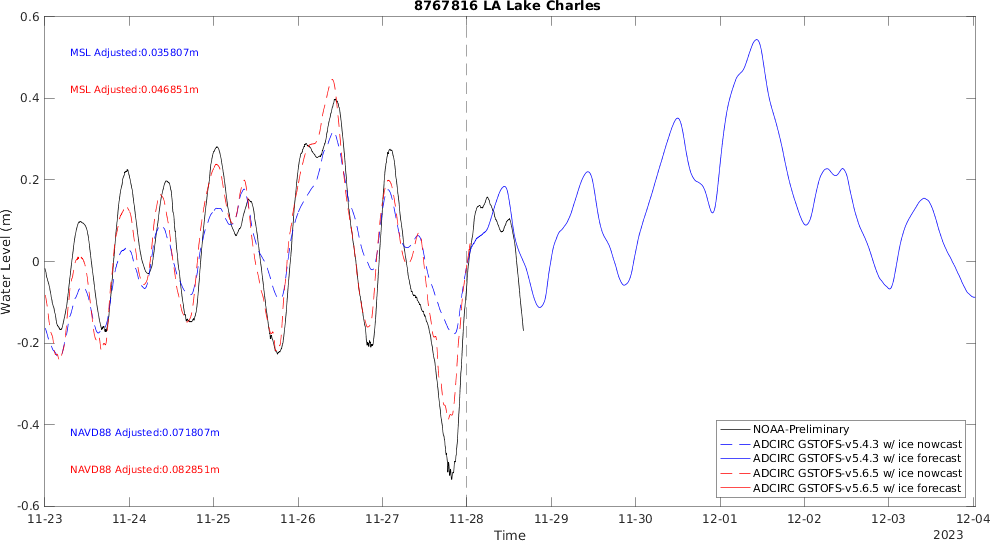 8767816 LA Lake Charles
0.6
0.4
0.2
0
-0.2
-0.4
-0.6
Water Level (m)
MSL Adjusted:0.035807m
MSL Adjusted:0.046851m
NAVD88 Adjusted:0.071807m
NAVD88 Adjusted:0.082851m
NOAA-Preliminary
ADCIRC GSTOFS-v5.4.3 w/ ice nowcast
ADCIRC GSTOFS-v5.4.3 w/ ice forecast
ADCIRC GSTOFS-v5.6.5 w/ ice nowcast
ADCIRC GSTOFS-v5.6.5 w/ ice forecast
11-23 11-24 11-25 11-26 11-27 11-28 11-29 11-30 12-01 12-02 12-03 12-04
Time
2023